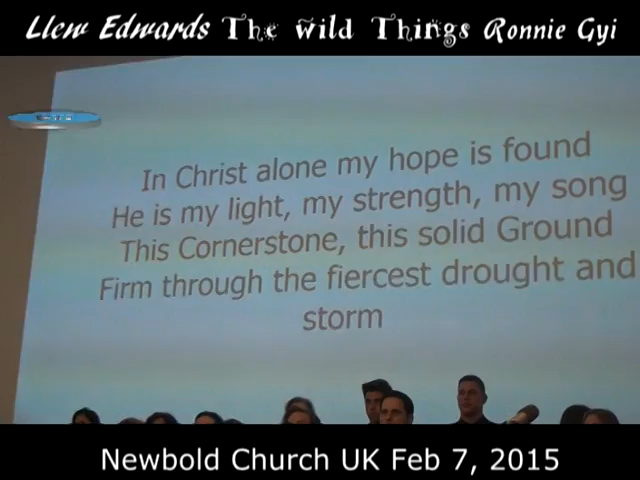 Llew Edwards The Wild Things Ronnie Gyi
In Christ alone my hope is found
He is my light, my strength, my song
This Cornerstone, this solid Ground
Firm through the fiercest drought and
storm
Newbold Church UK Feb 7, 2015